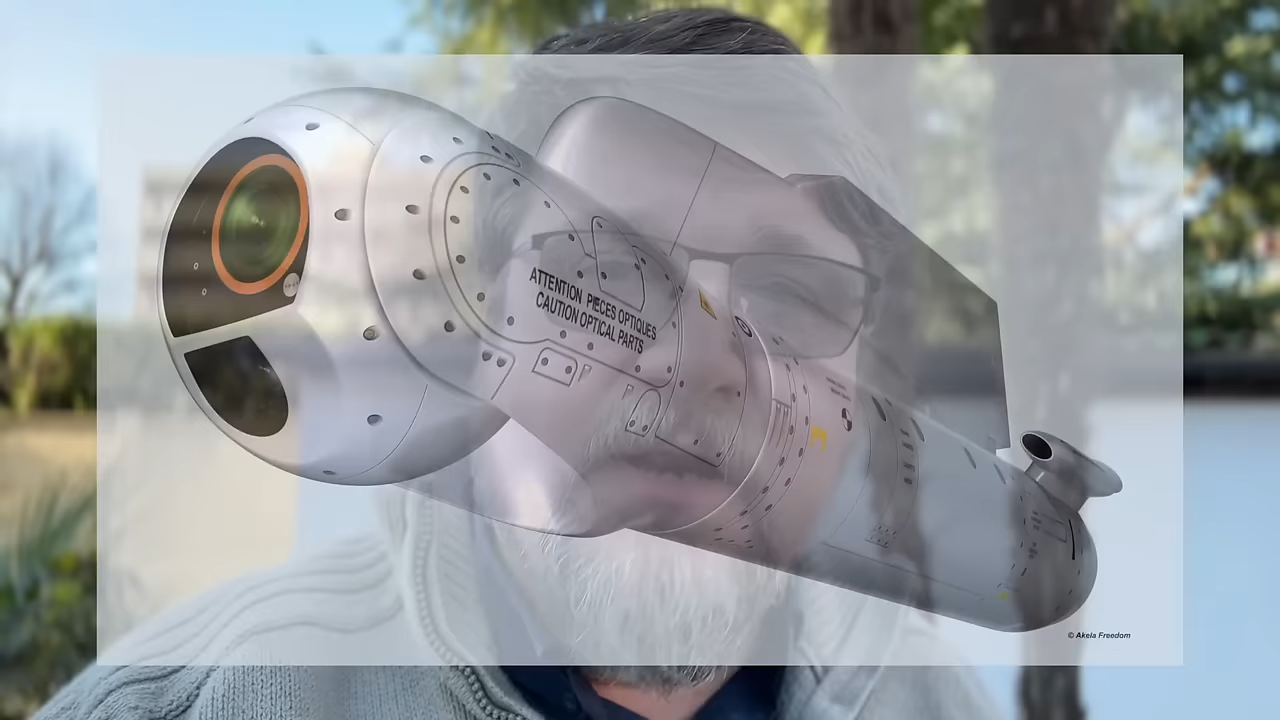 ATTENTION PIECES OPTIQUES
CAUTION OPTICAL PARTS
© Akela Freedom